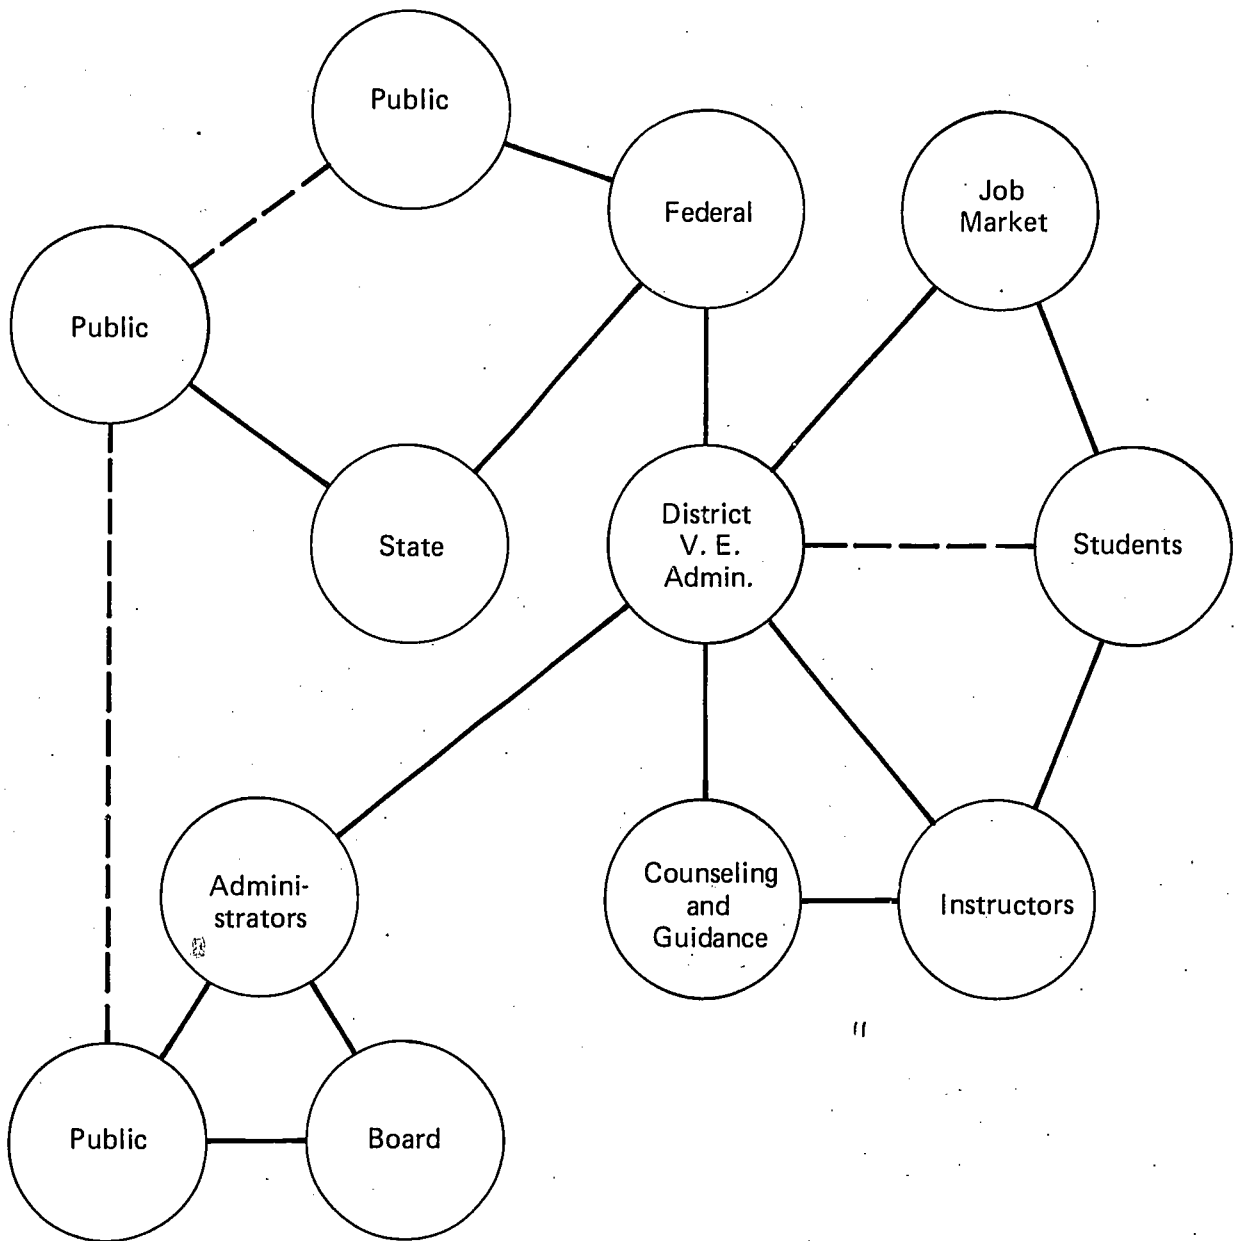 Public
Federal
Job
Market
Public
District
V. E.
Admin.
State
Students
Admini-
strators
Counseling
and
Guidance
Instructors
Public
Board